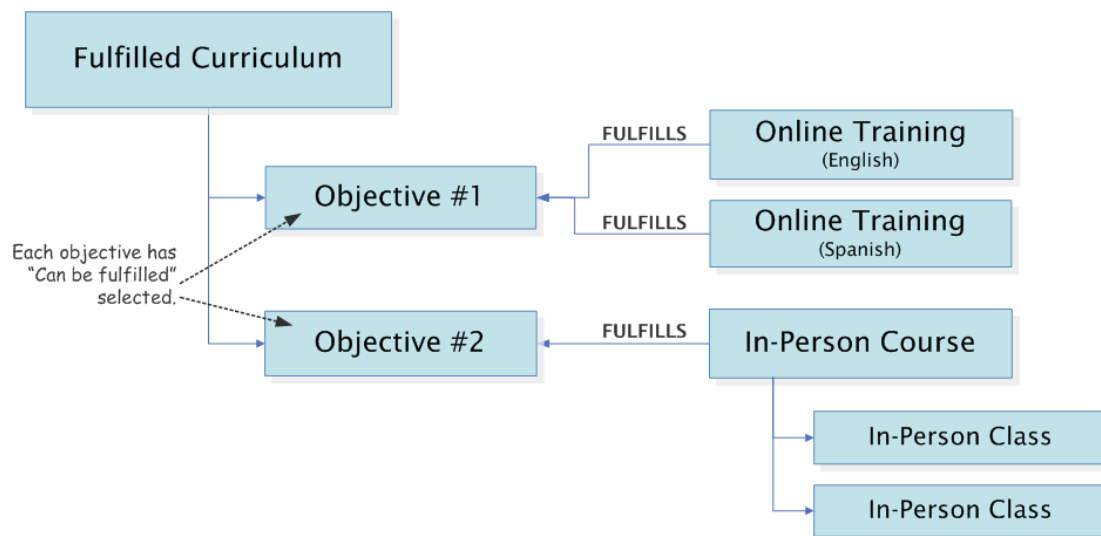 Fulfilled Curriculum
FULFILLS
Online Training
(English)
Objective #1
FULFILLS
Online Training
(Spanish)
Each objective has
“Can be fulfilled”
selected.
Objective #2
FULFILLS
In-Person Course
In-Person Class
In-Person Class